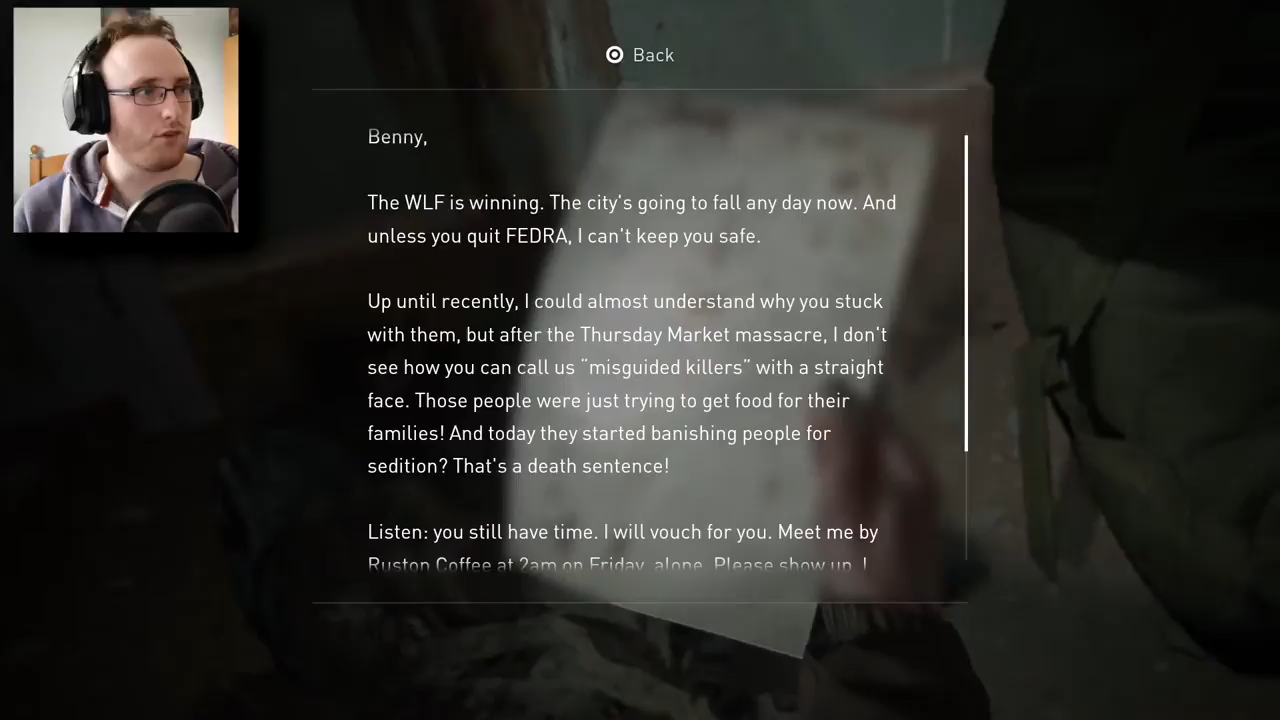 Back
Benny,
The WLF is winning. The city's going to fall any day now. And
unless you quit FEDRA, I can't keep you safe.
Up until recently, I could almost understand why you stuck
with them, but after the Thursday Market massacre, I don't
see how you can call us “misguided killers” with a straight
face. Those people were just trying to get food for their
families! And today they started banishing people for
sedition? That's a death sentence!
Listen: you still have time. I will vouch for you. Meet me by
Ruston Coffee at 2am on Friday, alone. Please show up. I